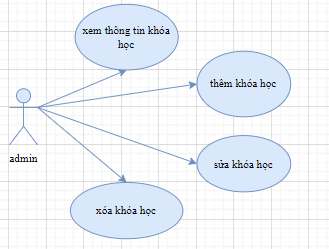 xem thông tin khóa
học
thêm khóa học
admin
sửa khóa học
xóa khóa học